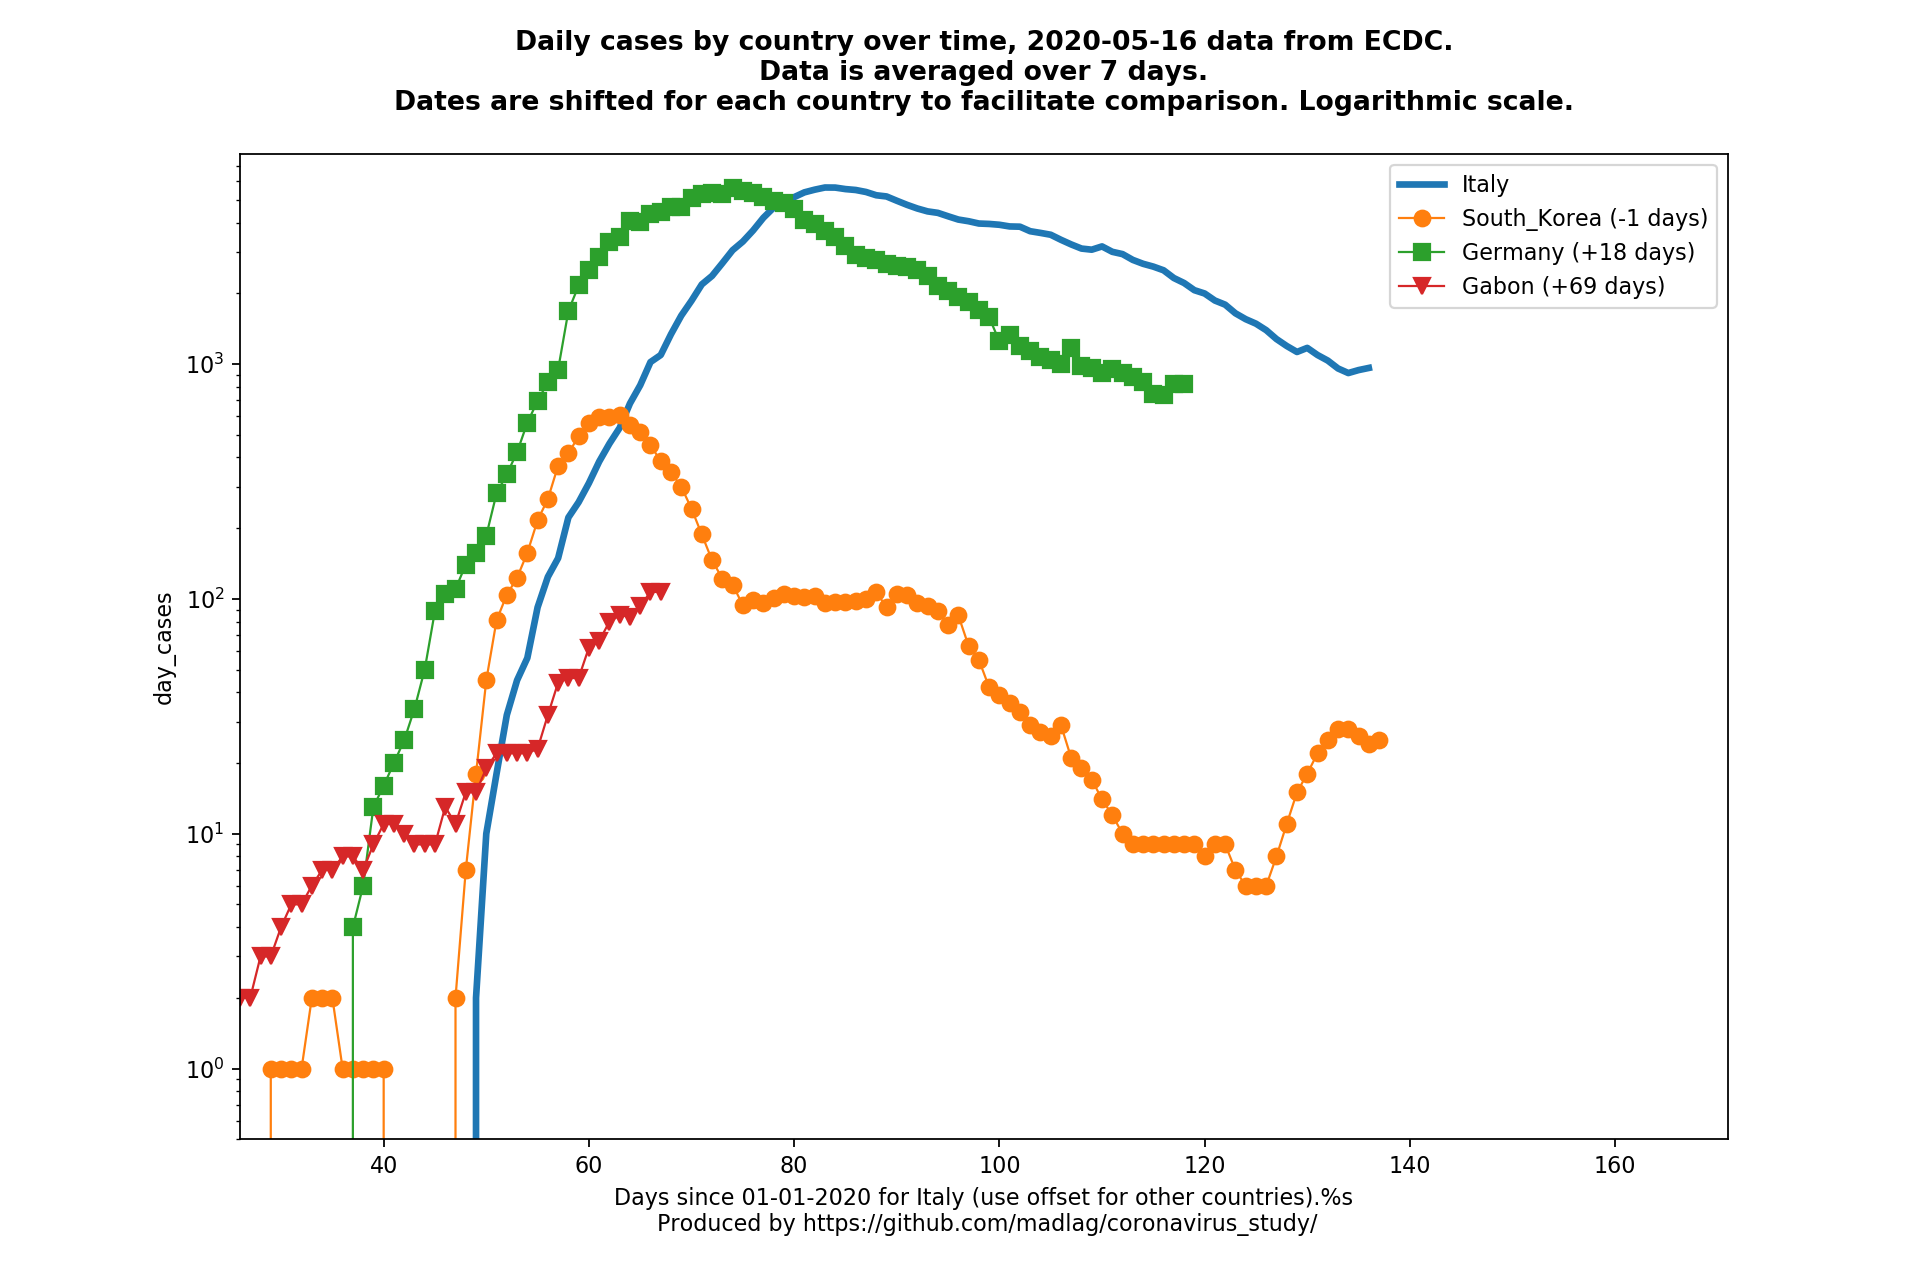 Daily cases by country over time, 2020-05-16 data from ECDC.
Data is averaged over 7 days.
Dates are shifted for each country to facilitate comparison. Logarithmic scale.
Italy
South_Korea (-1 days)
Germany (+18 days)
Gabon (+69 days)
day_cases
10³
10²
10¹
10⁰
40 60 80 100 120 140 160
Days since 01-01-2020 for Italy (use offset for other countries).%s
Produced by https://github.com/madlag/coronavirus_study/